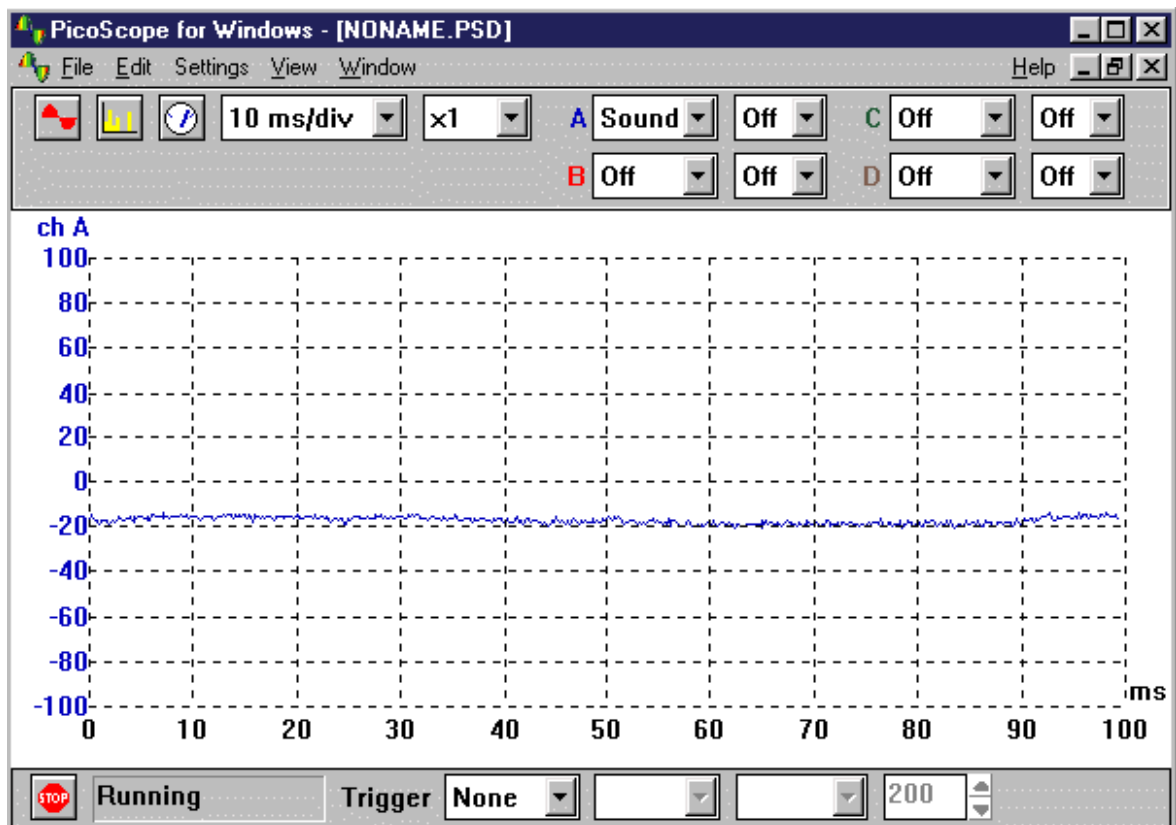 PicoScope for Windows - [NONAME.PSD]
File Edit Settings View Window Help
10 ms/div x1 A Sound Off C Off Off
B Off Off D Off Off
ch A
100
80
60
40
20
0
-20
-40
-60
-80
-100
ms
0 10 20 30 40 50 60 70 80 90 100
STOP Running Trigger None 200